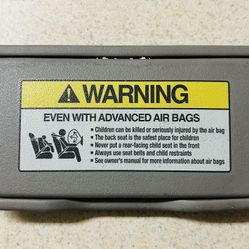 ⚠ WARNING
EVEN WITH ADVANCED AIR BAGS
• Children can be killed or seriously injured by the air bag
• The back seat is the safest place for children
• Never put a rear-facing child seat in the front
• Always use seat belts and child restraints
• See owner's manual for more information about air bags